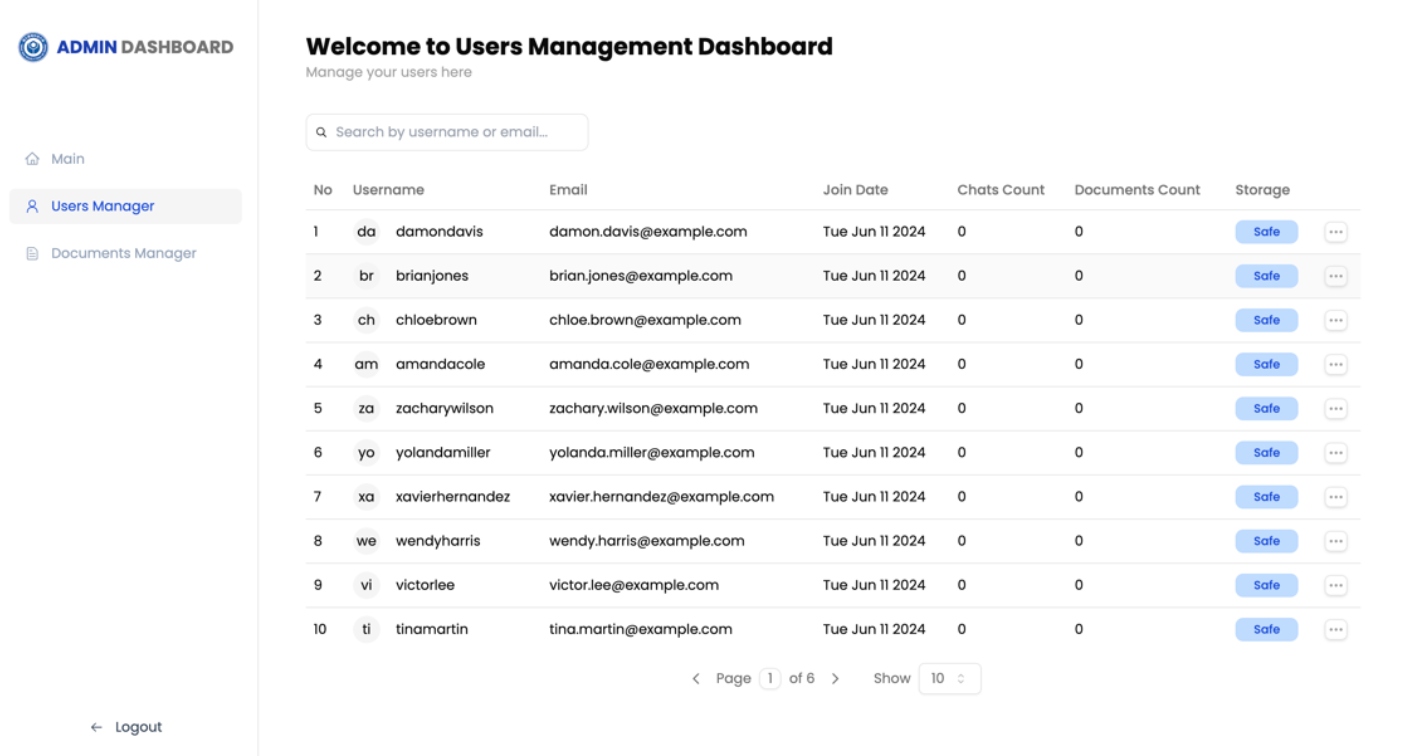 ADMIN DASHBOARD
Main
Users Manager
Documents Manager
Logout
Welcome to Users Management Dashboard
Manage your users here
Search by username or email...
No Username Email Join Date Chats Count Documents Count Storage
1 da damondavis damon.davis@example.com Tue Jun 11 2024 0 0 Safe
2 br brianjones brian.jones@example.com Tue Jun 11 2024 0 0 Safe
3 ch chloebrown chloe.brown@example.com Tue Jun 11 2024 0 0 Safe
4 am amandacole amanda.cole@example.com Tue Jun 11 2024 0 0 Safe
5 za zacharywilson zachary.wilson@example.com Tue Jun 11 2024 0 0 Safe
6 yo yolandamiller yolanda.miller@example.com Tue Jun 11 2024 0 0 Safe
7 xa xavierhernandez xavier.hernandez@example.com Tue Jun 11 2024 0 0 Safe
8 we wendyharris wendy.harris@example.com Tue Jun 11 2024 0 0 Safe
9 vi victorlee victor.lee@example.com Tue Jun 11 2024 0 0 Safe
10 ti tinamartin tina.martin@example.com Tue Jun 11 2024 0 0 Safe
Page 1 of 6 Show 10